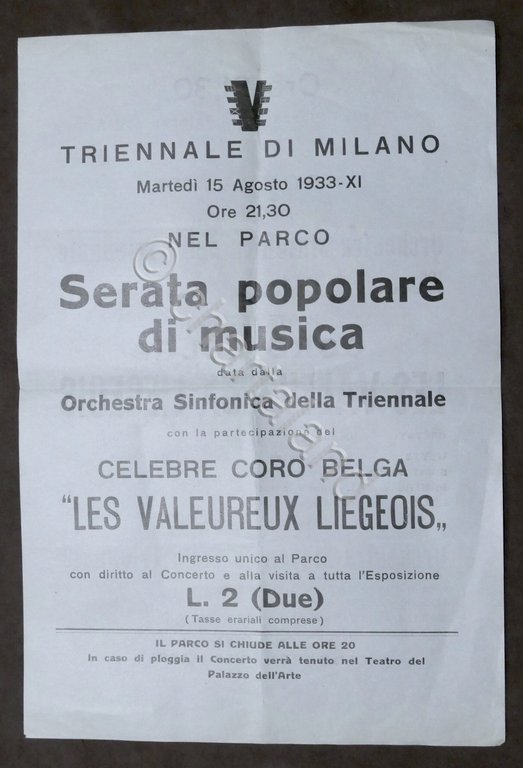 V
TRIENNALE DI MILANO
Martedì 15 Agosto 1933-XI
Ore 21,30
NEL PARCO
Serata popolare
di musica
data dalla
Orchestra Sinfonica della Triennale
con la partecipazione del
CELEBRE CORO BELGA
"LES VALEUREUX LIEGEOIS„
Ingresso unico al Parco
con diritto al Concerto e alla visita a tutta l'Esposizione
L. 2 (Due)
(Tasse erariali comprese)
IL PARCO SI CHIUDE ALLE ORE 20
In caso di pioggia il Concerto verrà tenuto nel Teatro del
Palazzo dell'Arte
© chartaland